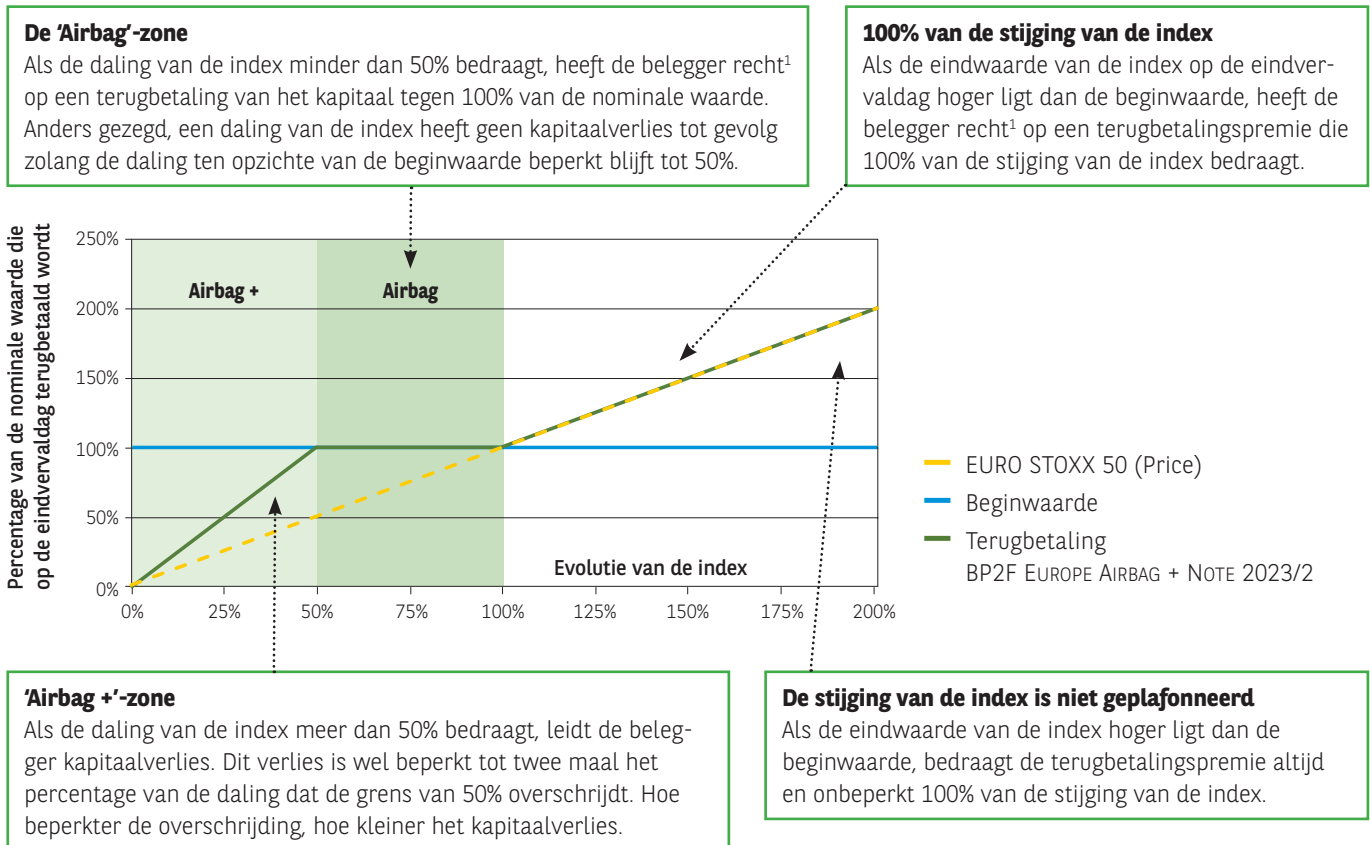 De ‘Airbag’-zone
Als de daling van de index minder dan 50% bedraagt, heeft de belegger recht¹
op een terugbetaling van het kapitaal tegen 100% van de nominale waarde.
Anders gezegd, een daling van de index heeft geen kapitaalverlies tot gevolg
zolang de daling ten opzichte van de beginwaarde beperkt blijft tot 50%.
100% van de stijging van de index
Als de eindwaarde van de index op de eindver-
valdag hoger ligt dan de beginwaarde, heeft de
belegger recht¹ op een terugbetalingspremie die
100% van de stijging van de index bedraagt.
Percentage van de nominale waarde die
op de eindvervaldag terugbetaald wordt
250%
200%
150%
100%
50%
0%
Airbag +
Airbag
Evolutie van de index
0%
25%
50%
75%
100%
125%
150%
175%
200%
EURO STOXX 50 (Price)
Beginwaarde
Terugbetaling
BP2F EUROPE AIRBAG + NOTE 2023/2
‘Airbag +’-zone
Als de daling van de index meer dan 50% bedraagt, leidt de beleg-
ger kapitaalverlies. Dit verlies is wel beperkt tot twee maal het
percentage van de daling dat de grens van 50% overschrijdt. Hoe
beperkter de overschrijding, hoe kleiner het kapitaalverlies.
De stijging van de index is niet geplafonneerd
Als de eindwaarde van de index hoger ligt dan de
beginwaarde, bedraagt de terugbetalingspremie altijd
en onbeperkt 100% van de stijging van de index.